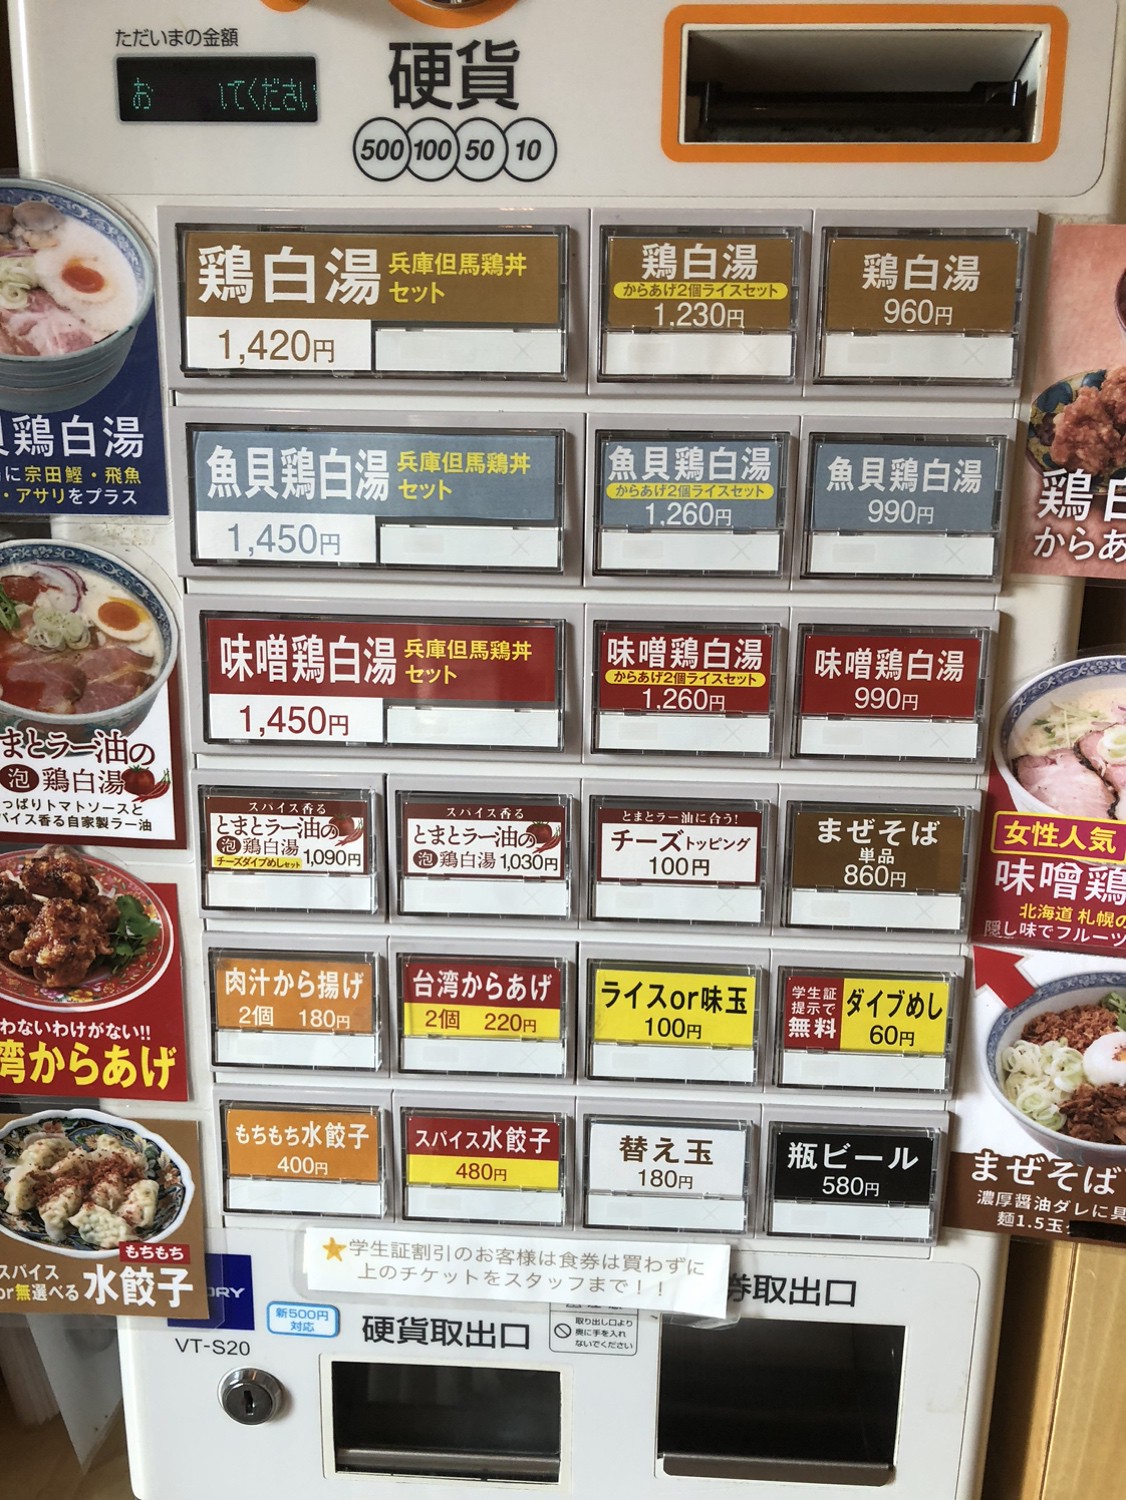 ただいまの金額
お　　してください
硬貨
500 100 50 10
鶏白湯 兵庫但馬鶏丼
セット
1,420円
鶏白湯
からあげ2個ライスセット
1,230円
鶏白湯
960円
魚貝鶏白湯 兵庫但馬鶏丼
セット
1,450円
魚貝鶏白湯
からあげ2個ライスセット
1,260円
魚貝鶏白湯
990円
味噌鶏白湯 兵庫但馬鶏丼
セット
1,450円
味噌鶏白湯
からあげ2個ライスセット
1,260円
味噌鶏白湯
990円
スパイス香る
とまとラー油の
泡鶏白湯
チーズダイブめしセット 1,090円
スパイス香る
とまとラー油の
泡鶏白湯 1,030円
とまとラー油に合う!
チーズトッピング
100円
まぜそば
単品
860円
肉汁から揚げ
2個 180円
台湾からあげ
2個 220円
ライスor味玉
100円
学生証
提示で
無料
ダイブめし
60円
もちもち水餃子
400円
スパイス水餃子
480円
替え玉
180円
瓶ビール
580円
★学生証割引のお客様は食券は買わずに
上のチケットをスタッフまで!!
新500円
対応
硬貨取出口
取り出し口より
奥に手を入れ
ないでください
券取出口
VT-S20
鶏白湯
に宗田鰹・飛魚
・アサリをプラス
まとラー油の
泡鶏白湯
っぱりトマトソースと
パイス香る自家製ラー油
わないわけがない!!
湾からあげ
もちもち
スパイス
or無選べる 水餃子
鶏白
からあ
女性人気
味噌鶏
北海道 札幌の
隠し味でフルーツ
まぜそば
濃厚醤油ダレに具
麺1.5玉